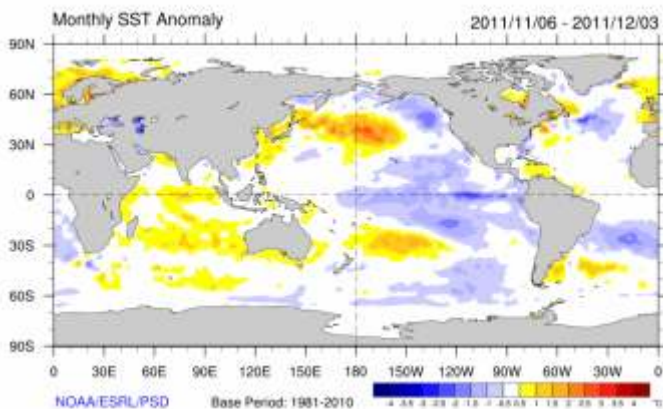 Monthly SST Anomaly
2011/11/06 - 2011/12/03
90N
60N
30N
0
30S
60S
90S
0 30E 60E 90E 120E 150E 180 150W 120W 90W 60W 30W 0
NOAA/ESRL/PSD
Base Period: 1981-2010